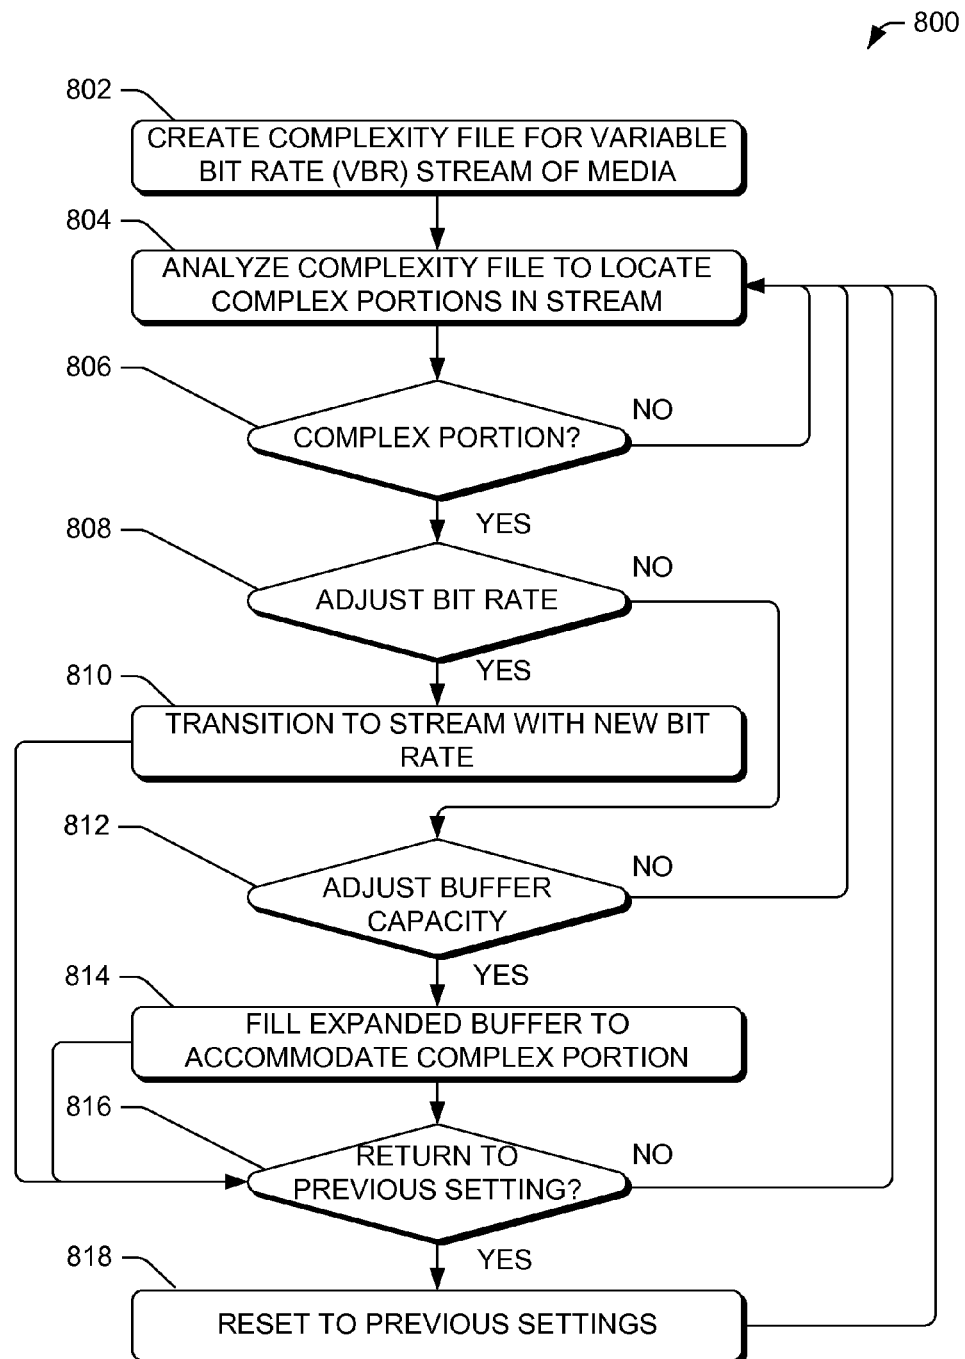 800
802
CREATE COMPLEXITY FILE FOR VARIABLE
BIT RATE (VBR) STREAM OF MEDIA
804
ANALYZE COMPLEXITY FILE TO LOCATE
COMPLEX PORTIONS IN STREAM
806
COMPLEX PORTION?
NO
YES
808
ADJUST BIT RATE
NO
YES
810
TRANSITION TO STREAM WITH NEW BIT
RATE
812
ADJUST BUFFER
CAPACITY
NO
YES
814
FILL EXPANDED BUFFER TO
ACCOMMODATE COMPLEX PORTION
816
RETURN TO
PREVIOUS SETTING?
NO
YES
818
RESET TO PREVIOUS SETTINGS